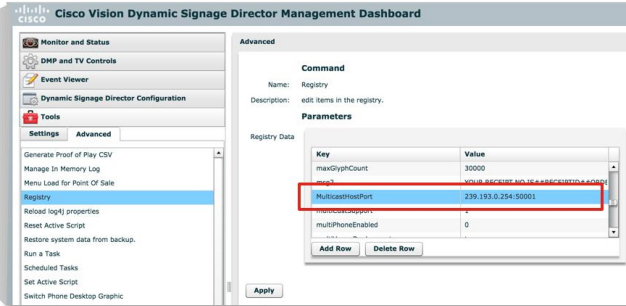 CISCO
Cisco Vision Dynamic Signage Director Management Dashboard
Monitor and Status
DMP and TV Controls
Event Viewer
Dynamic Signage Director Configuration
Tools
Settings Advanced
Generate Proof of Play CSV
Manage In Memory Log
Menu Load for Point Of Sale
Registry
Reload log4j properties
Reset Active Script
Restore system data from backup.
Run a Task
Scheduled Tasks
Set Active Script
Switch Phone Desktop Graphic
Advanced
Command
Name: Registry
Description: edit items in the registry.
Parameters
Registry Data
Key Value
maxGlyphCount 30000
MulticastHostPort 239.193.0.254:50001
multiPhoneEnabled 0
Add Row Delete Row
Apply